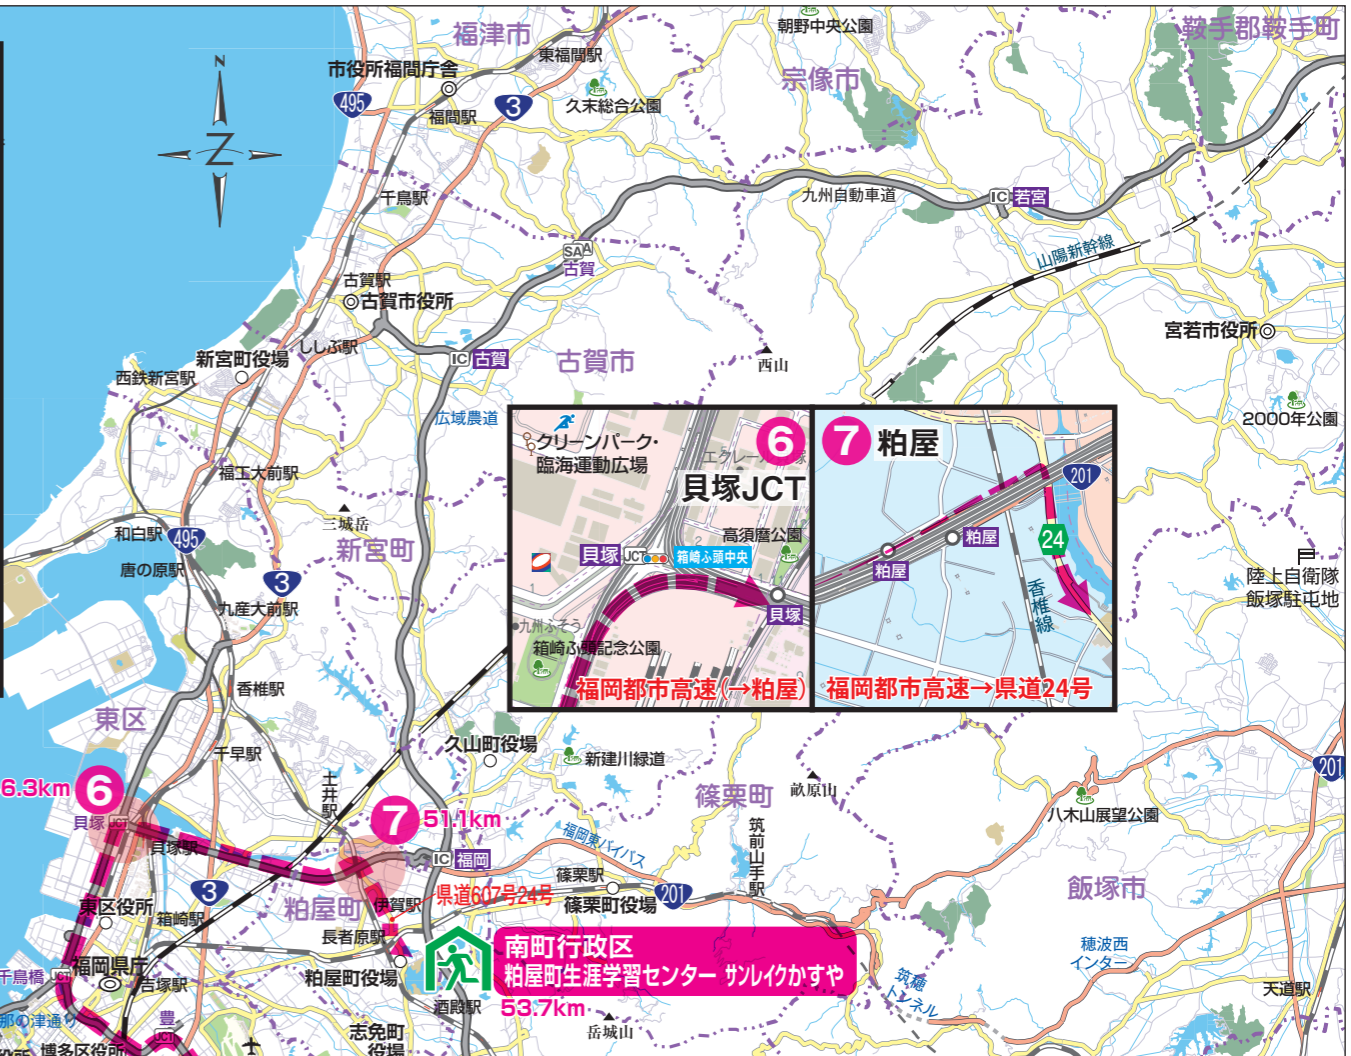 福津市
朝野中央公園
鞍手郡鞍手町
東福間駅
市役所福間庁舎
宗像市
N
495
3
久末総合公園
福間駅
千鳥駅
九州自動車道
IC 若宮
SA
古賀
山陽新幹線
古賀駅
古賀市役所
宮若市役所
ししぶ駅
新宮町役場
IC 古賀
古賀市
西山
西鉄新宮駅
2000年公園
広域農道
クリーンパーク・
臨海運動広場
6
貝塚JCT
高須磨公園
貝塚 JCT 箱崎ふ頭中央
貝塚
九州ふそう
箱崎ふ頭記念公園
福岡都市高速(→粕屋)
7 粕屋
201
粕屋
24
粕屋
香椎線
福岡都市高速→県道24号
福工大前駅
三城岳
和白駅
495
新宮町
唐の原駅
3
九産大前駅
陸上自衛隊
飯塚駐屯地
香椎駅
東区
千早駅
久山町役場
新建川緑道
201
6.3km 6
土井駅
篠栗町
畝原山
7 51.1km
八木山展望公園
貝塚 JCT
貝塚駅
福岡東バイパス
筑前山手駅
IC 福岡
3
篠栗駅
県道607号24号
201
飯塚市
東区役所
箱崎駅
粕屋町
伊賀駅
篠栗町役場
長者原駅
南町行政区
穂波西
インター
千鳥橋 JCT
福岡県庁
吉塚駅
粕屋町役場
粕屋町生涯学習センター サンレイクかすや
筑穂
トンネル
天道駅
酒殿駅
53.7km
那の津通り
豊
JCT
志免町
役場
岳城山
博多区役所